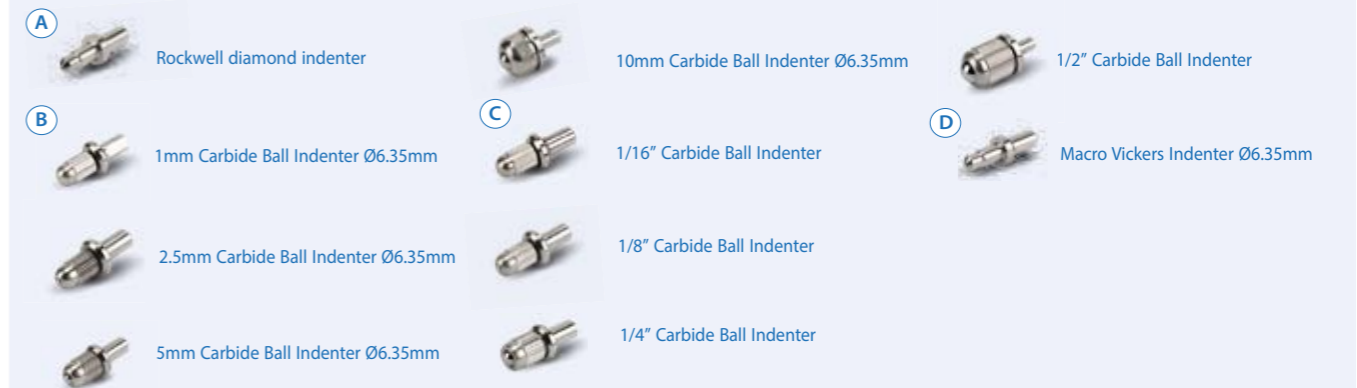 A
Rockwell diamond indenter
B
1mm Carbide Ball Indenter Ø6.35mm
2.5mm Carbide Ball Indenter Ø6.35mm
5mm Carbide Ball Indenter Ø6.35mm
10mm Carbide Ball Indenter Ø6.35mm
C
1/16” Carbide Ball Indenter
1/8” Carbide Ball Indenter
1/4” Carbide Ball Indenter
1/2” Carbide Ball Indenter
D
Macro Vickers Indenter Ø6.35mm